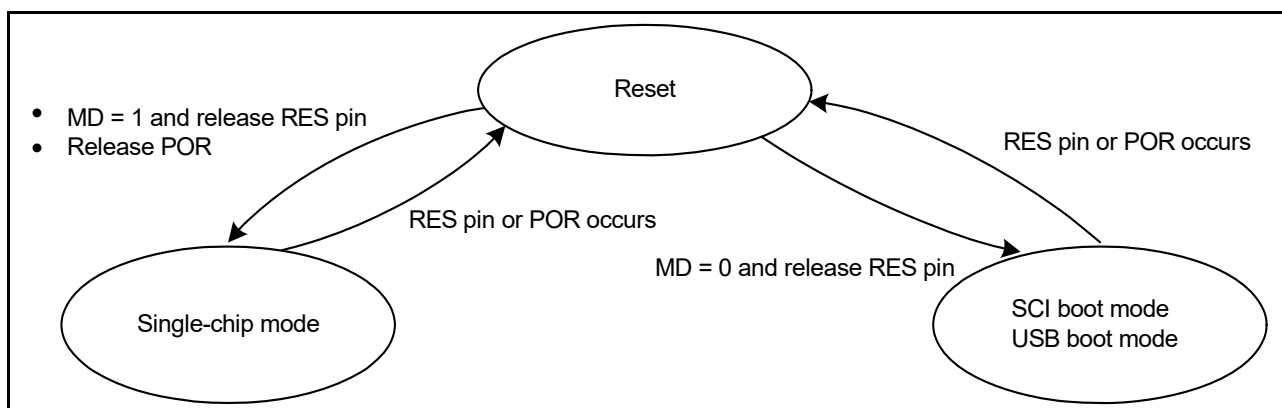 Reset
• MD = 1 and release RES pin
• Release POR
RES pin or POR occurs
RES pin or POR occurs
MD = 0 and release RES pin
Single-chip mode
SCI boot mode
USB boot mode